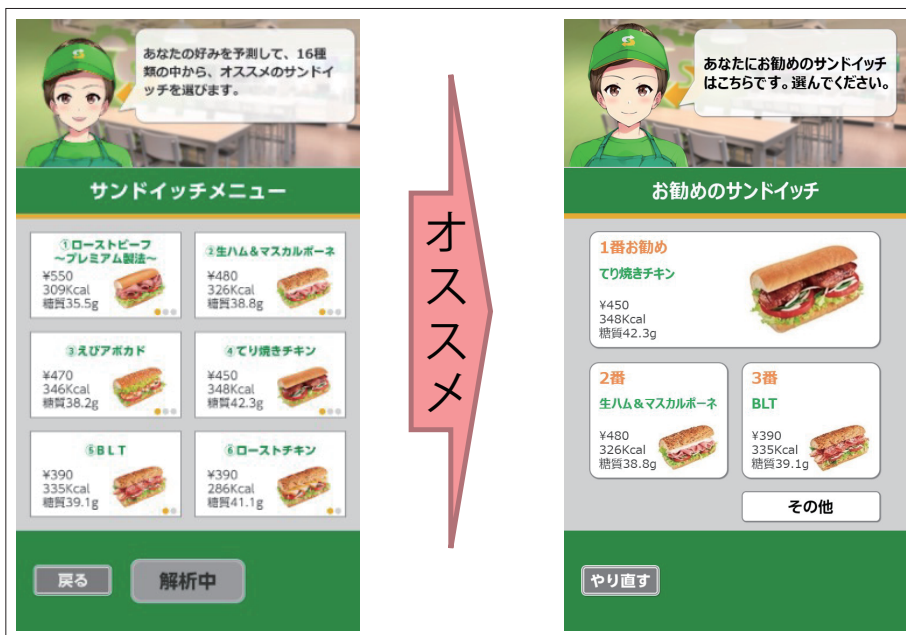 あなたの好みを予測して、16種
類の中から、オススメのサンドイ
ッチを選びます。
サンドイッチメニュー
①ローストビーフ
～プレミアム製法～
¥550
309Kcal
糖質35.5g
②生ハム＆マスカルポーネ
¥480
326Kcal
糖質38.8g
③えびアボカド
¥470
346Kcal
糖質38.2g
④てり焼きチキン
¥450
348Kcal
糖質42.3g
⑤BLT
¥390
335Kcal
糖質39.1g
⑥ローストチキン
¥390
286Kcal
糖質41.1g
戻る
解析中
オススメ
あなたにお勧めのサンドイッチ
はこちらです。選んでください。
お勧めのサンドイッチ
1番お勧め
てり焼きチキン
¥450
348Kcal
糖質42.3g
2番
生ハム＆マスカルポーネ
¥480
326Kcal
糖質38.8g
3番
BLT
¥390
335Kcal
糖質39.1g
その他
やり直す